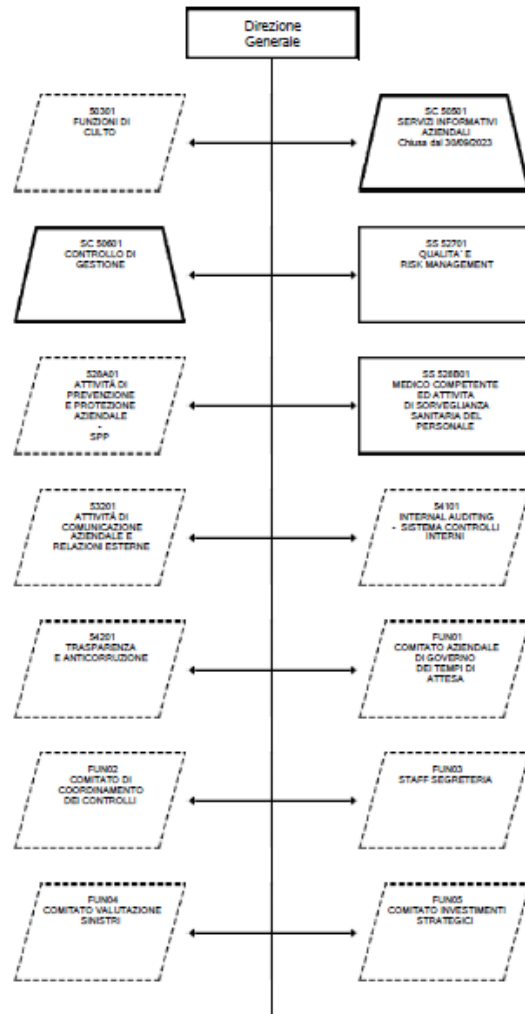 Direzione
Generale
50301
FUNZIONI DI
CULTO
SC 50501
SERVIZI INFORMATIVI
AZIENDALI
Chiusa dal 30/09/2023
SC 50601
CONTROLLO DI
GESTIONE
SS 52701
QUALITA' E
RISK MANAGEMENT
528A01
ATTIVITÀ DI
PREVENZIONE
E PROTEZIONE
AZIENDALE
-
SPP
SS 528B01
MEDICO COMPETENTE
ED ATTIVITA
DI SORVEGLIANZA
SANITARIA DEL
PERSONALE
53201
ATTIVITÀ DI
COMUNICAZIONE
AZIENDALE E
RELAZIONI ESTERNE
54101
INTERNAL AUDITING
- SISTEMA CONTROLLI
INTERNI
54201
TRASPARENZA
E ANTICORRUZIONE
FUN01
COMITATO AZIENDALE
DI GOVERNO
DEI TEMPI DI
ATTESA
FUN02
COMITATO DI
COORDINAMENTO
DEI CONTROLLI
FUN03
STAFF SEGRETERIA
FUN04
COMITATO VALUTAZIONE
SINISTRI
FUN05
COMITATO INVESTIMENTI
STRATEGICI